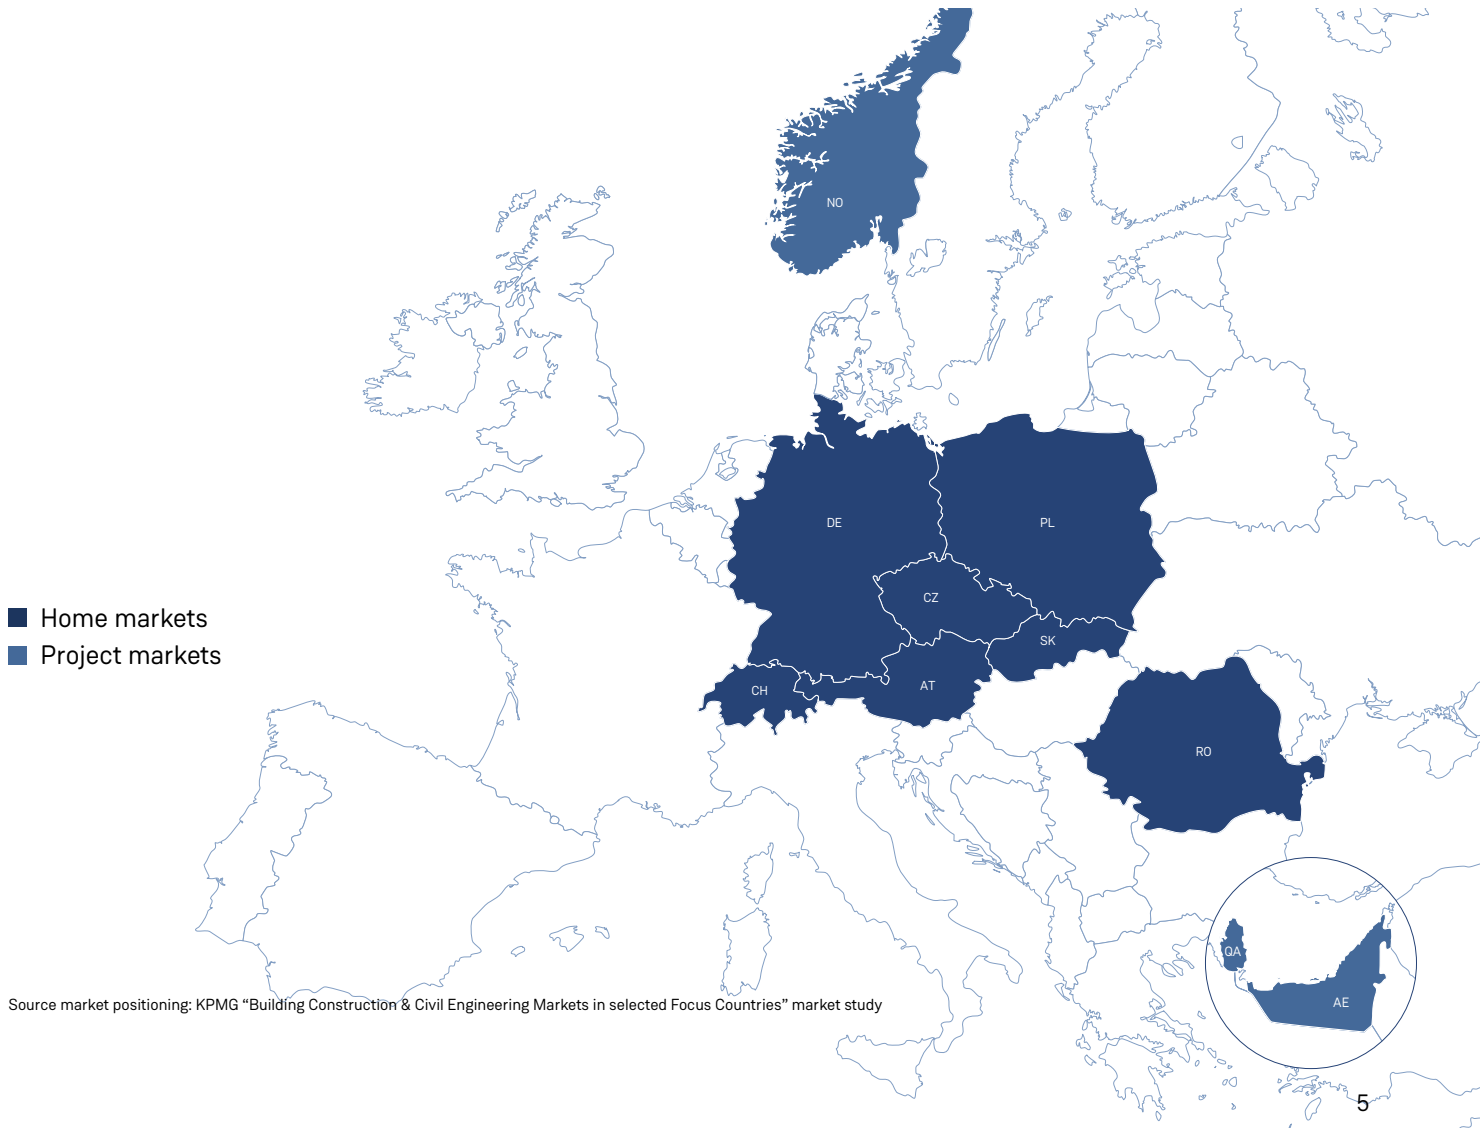 NO
DE
PL
CZ
SK
CH
AT
RO
Home markets
Project markets
QA
AE
Source market positioning: KPMG “Building Construction & Civil Engineering Markets in selected Focus Countries” market study
5